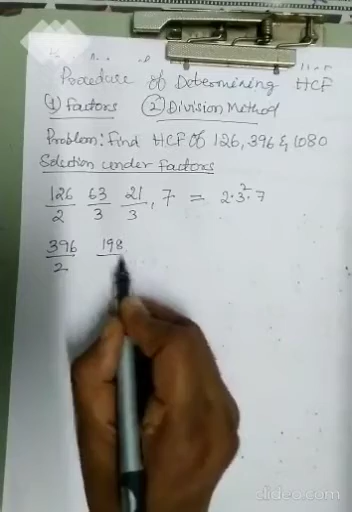 Procedure of Determining HCF
① factors ② Division Method
Problem: Find HCF of 126, 396 & 1080
Solution under factors
126/2 63/3 21/3, 7 = 2·3²·7
396/2 198
clideo.com